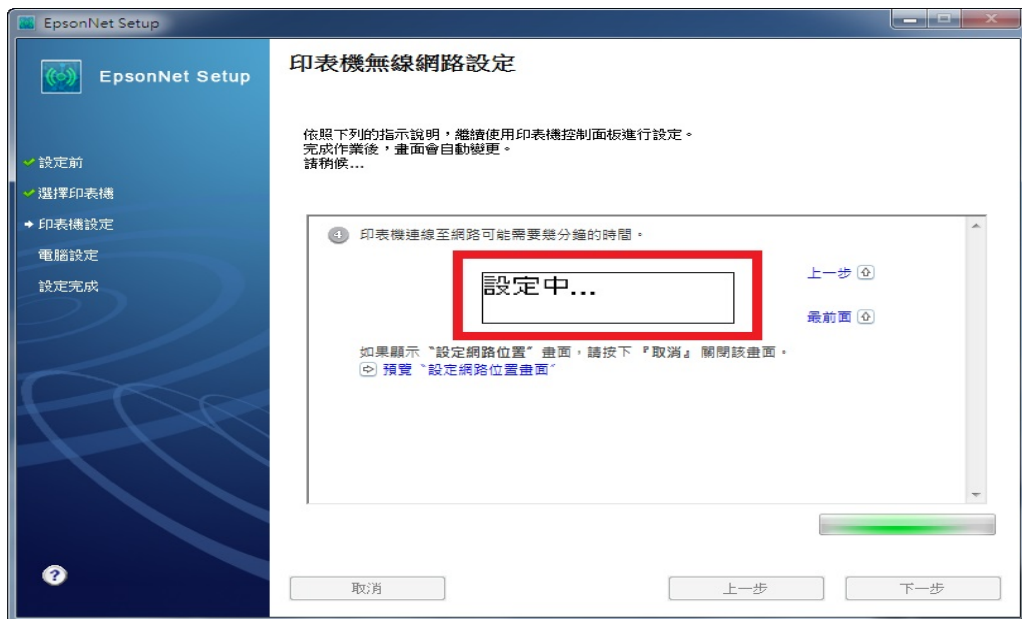 EpsonNet Setup
EpsonNet Setup
設定前
選擇印表機
印表機設定
電腦設定
設定完成
印表機無線網路設定
依照下列的指示說明，繼續使用印表機控制面板進行設定。
完成作業後，畫面會自動變更。
請稍候...
4 印表機連線至網路可能需要幾分鐘的時間。
設定中...
上一步
最前面
如果顯示〝設定網路位置〞畫面，請按下『取消』關閉該畫面。
預覽〝設定網路位置畫面〞
?
取消
上一步
下一步